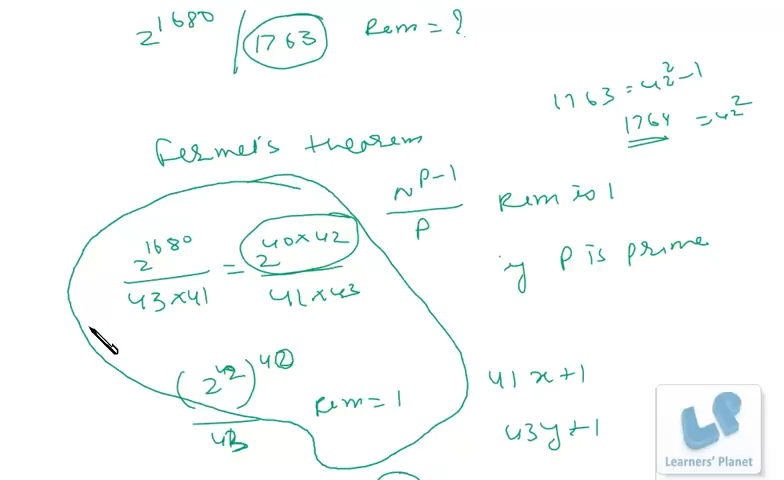 2^1680 / 1763 Rem = ?
1763 = 42^2 - 1
1764 = 42^2
Fermet's theorem
N^P-1 / P Rem is 1
if P is prime
2^1680 / 43×41 = 2^40×42 / 41×43
(2^42)^40 / 43 Rem = 1
41x+1
43y+1
LP
Learners' Planet